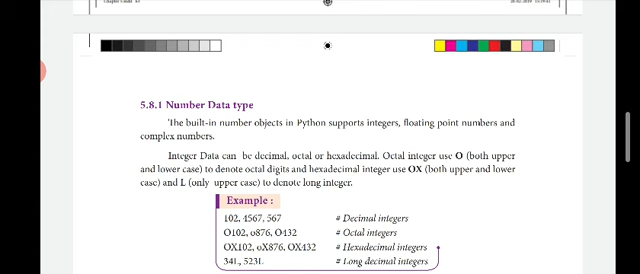 5.8.1 Number Data type
The built-in number objects in Python supports integers, floating point numbers and
complex numbers.
Integer Data can be decimal, octal or hexadecimal. Octal integer use O (both upper
and lower case) to denote octal digits and hexadecimal integer use OX (both upper and lower
case) and L (only upper case) to denote long integer.
Example :
102, 4567, 567 # Decimal integers
O102, o876, O432 # Octal integers
OX102, oX876, OX432 # Hexadecimal integers
34L, 523L # Long decimal integers